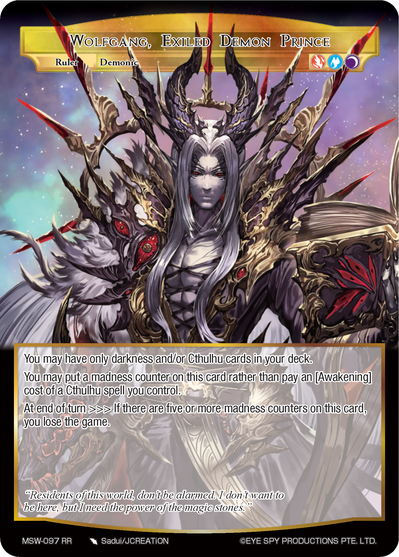 Wolfgang, Exiled Demon Prince
Ruler Demonic
You may have only darkness and/or Cthulhu cards in your deck.
You may put a madness counter on this card rather than pay an [Awakening]
cost of a Cthulhu spell you control.
At end of turn >>> If there are five or more madness counters on this card,
you lose the game.
"Residents of this world, don't be alarmed. I don't want to
be here, but I need the power of the magic stones."
MSW-097 RR Sadui/JCREATION ©EYE SPY PRODUCTIONS PTE. LTD.